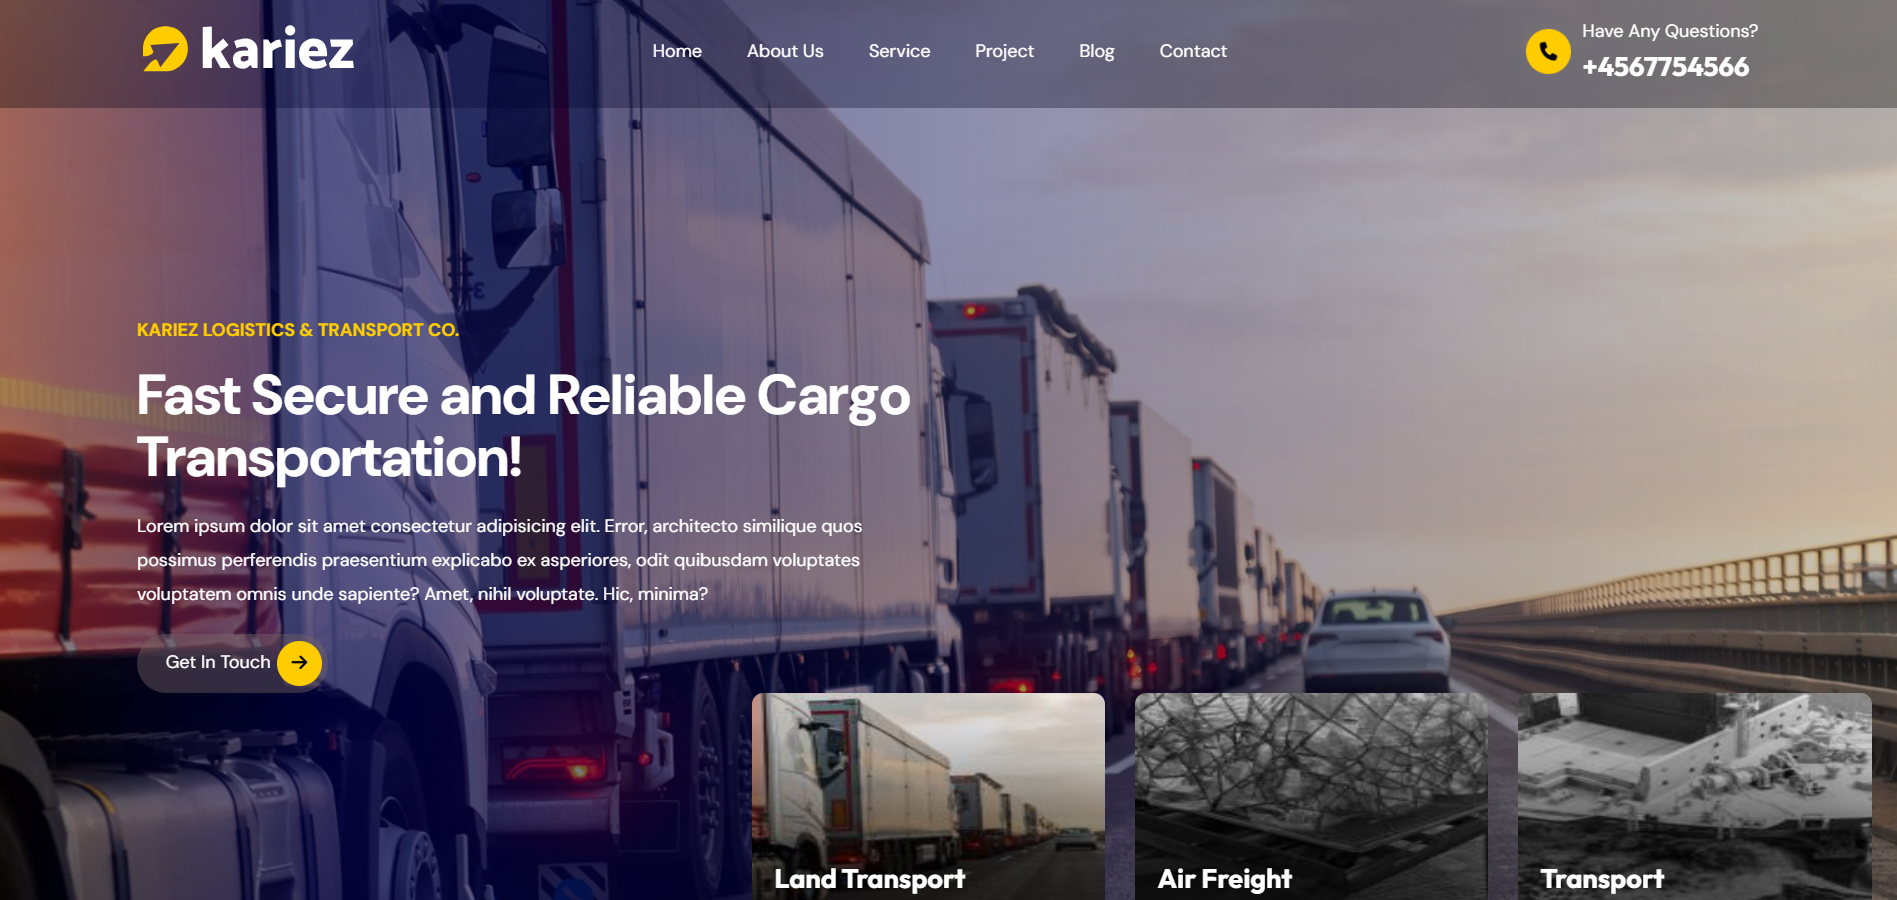 kariez
Home
About Us
Service
Project
Blog
Contact
Have Any Questions?
+4567754566
KARIEZ LOGISTICS & TRANSPORT CO.
Fast Secure and Reliable Cargo
Transportation!
Lorem ipsum dolor sit amet consectetur adipisicing elit. Error, architecto similique quos
possimus perferendis praesentium explicabo ex asperiores, odit quibusdam voluptates
voluptatem omnis unde sapiente? Amet, nihil voluptate. Hic, minima?
Get In Touch
Land Transport
Air Freight
Transport